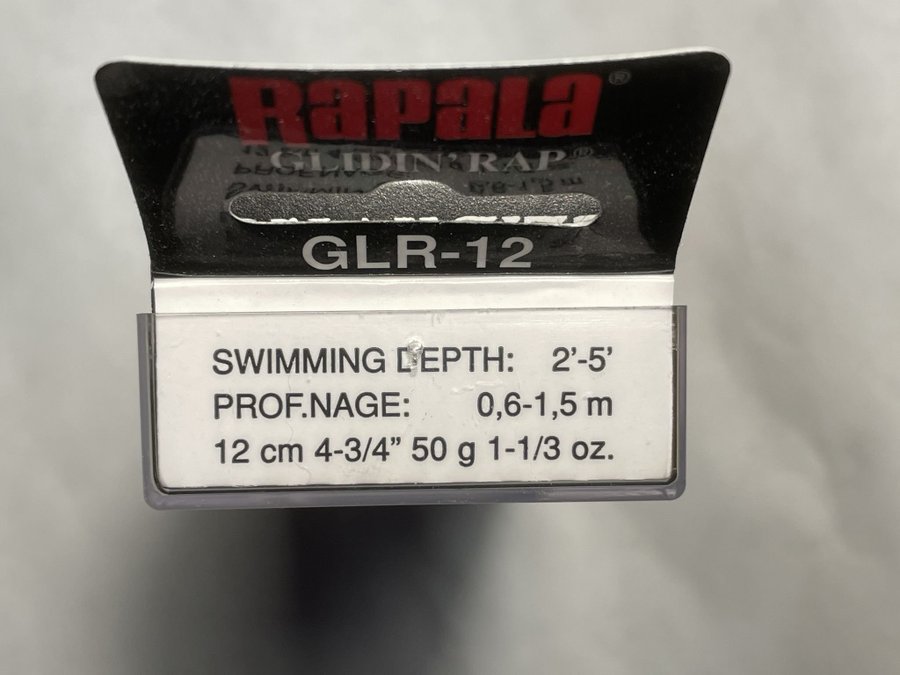 Rapala®
GLIDIN' RAP®
GLR-12
SWIMMING DEPTH: 2'-5'
PROF.NAGE: 0,6-1,5 m
12 cm 4-3/4” 50 g 1-1/3 oz.